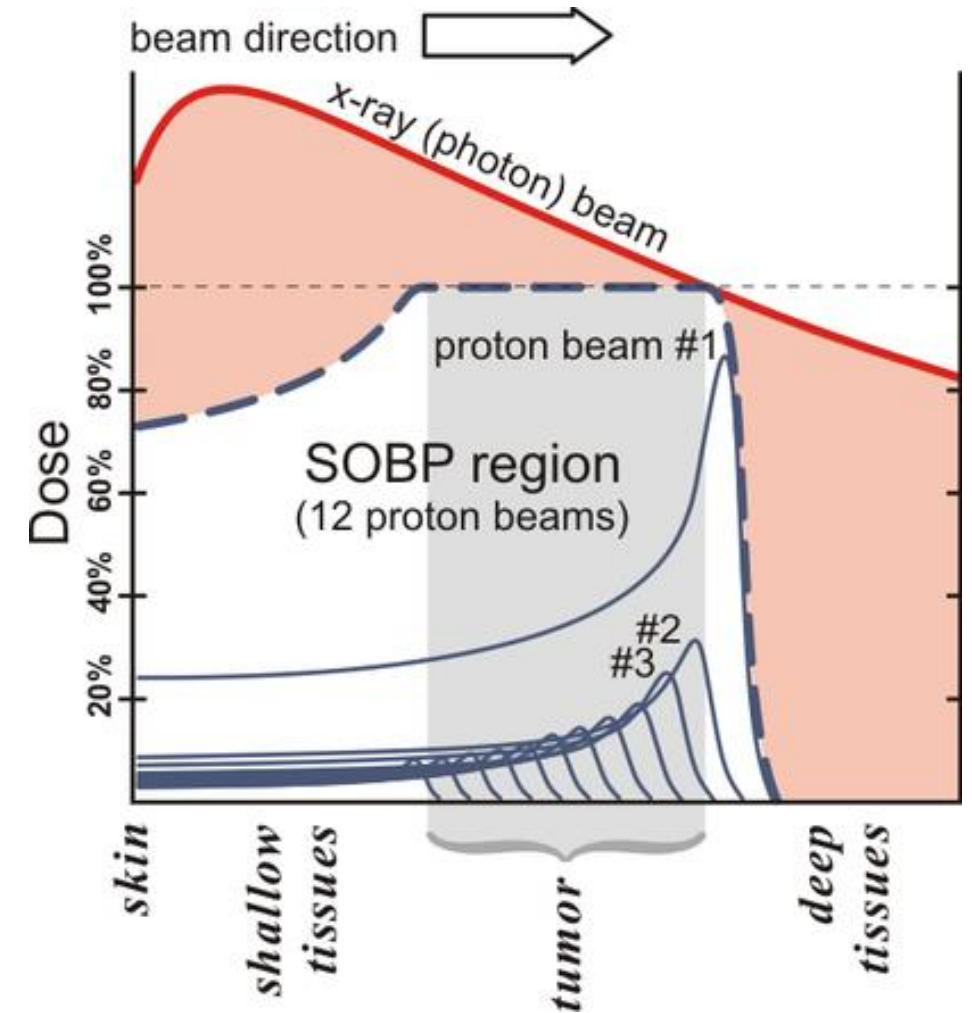 beam direction
x-ray (photon) beam
100%
80%
60%
40%
20%
Dose
proton beam #1
SOBP region
(12 proton beams)
#2
#3
skin
shallow
tissues
tumor
deep
tissues